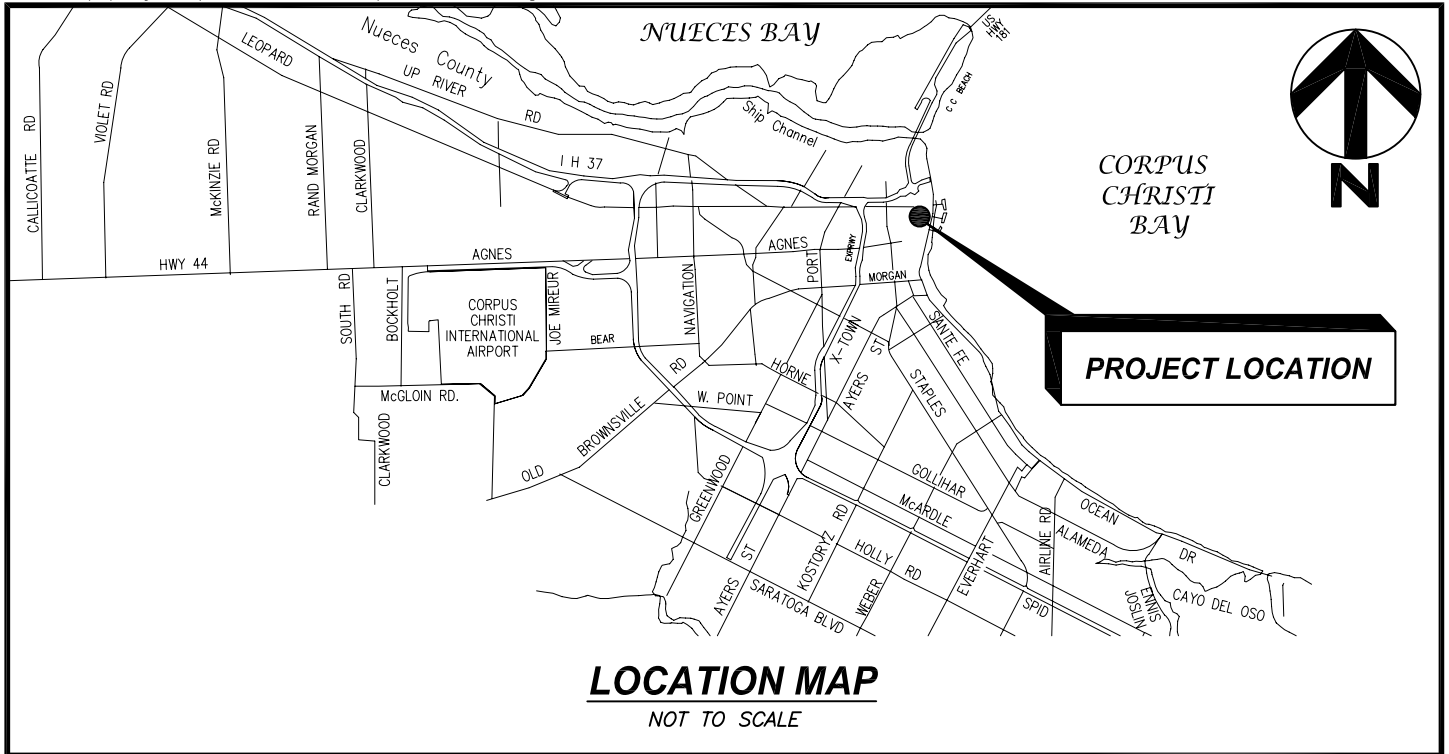 NUECES BAY
US
HWY
181
Nueces County
LEOPARD
UP RIVER
RD
C C BEACH
Ship Channel
CALLICOATTE RD
VIOLET RD
McKINZIE RD
RAND MORGAN
CLARKWOOD
I H 37
CORPUS
CHRISTI
BAY
N
HWY 44
AGNES
AGNES
PORT
EXPRWY
MORGAN
SOUTH RD
BOCKHOLT
CORPUS
CHRISTI
INTERNATIONAL
AIRPORT
JOE MIREUR
NAVIGATION
BEAR
X-TOWN
AYERS ST
SANTE FE
PROJECT LOCATION
McGLOIN RD.
CLARKWOOD
OLD BROWNSVILLE RD
HORNE
W. POINT
STAPLES
GREENWOOD
GOLLIHAR
McARDLE
OCEAN DR
ALAMEDA
AIRLINE RD
AYERS ST
KOSTORYZ RD
HOLLY RD
WEBER
EVERHART
SARATOGA BLVD
SPID
ENNIS
JOSLIN
CAYO DEL OSO
LOCATION MAP
NOT TO SCALE